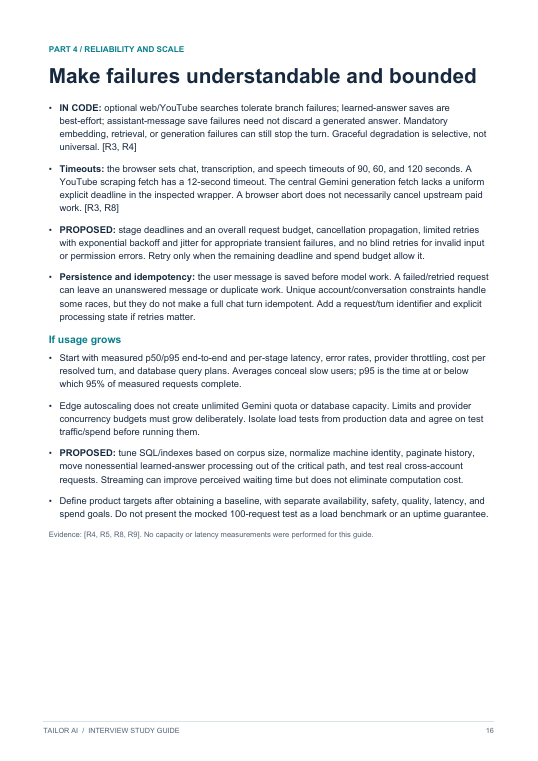 PART 4 / RELIABILITY AND SCALE
Make failures understandable and bounded
• IN CODE: optional web/YouTube searches tolerate branch failures; learned-answer saves are
best-effort; assistant-message save failures need not discard a generated answer. Mandatory
embedding, retrieval, or generation failures can still stop the turn. Graceful degradation is selective, not
universal. [R3, R4]
• Timeouts: the browser sets chat, transcription, and speech timeouts of 90, 60, and 120 seconds. A
YouTube scraping fetch has a 12-second timeout. The central Gemini generation fetch lacks a uniform
explicit deadline in the inspected wrapper. A browser abort does not necessarily cancel upstream paid
work. [R3, R8]
• PROPOSED: stage deadlines and an overall request budget, cancellation propagation, limited retries
with exponential backoff and jitter for appropriate transient failures, and no blind retries for invalid input
or permission errors. Retry only when the remaining deadline and spend budget allow it.
• Persistence and idempotency: the user message is saved before model work. A failed/retried request
can leave an unanswered message or duplicate work. Unique account/conversation constraints handle
some races, but they do not make a full chat turn idempotent. Add a request/turn identifier and explicit
processing state if retries matter.
If usage grows
• Start with measured p50/p95 end-to-end and per-stage latency, error rates, provider throttling, cost per
resolved turn, and database query plans. Averages conceal slow users; p95 is the time at or below
which 95% of measured requests complete.
• Edge autoscaling does not create unlimited Gemini quota or database capacity. Limits and provider
concurrency budgets must grow deliberately. Isolate load tests from production data and agree on test
traffic/spend before running them.
• PROPOSED: tune SQL/indexes based on corpus size, normalize machine identity, paginate history,
move nonessential learned-answer processing out of the critical path, and test real cross-account
requests. Streaming can improve perceived waiting time but does not eliminate computation cost.
• Define product targets after obtaining a baseline, with separate availability, safety, quality, latency, and
spend goals. Do not present the mocked 100-request test as a load benchmark or an uptime guarantee.
Evidence: [R4, R5, R8, R9]. No capacity or latency measurements were performed for this guide.
TAILOR AI / INTERVIEW STUDY GUIDE
16